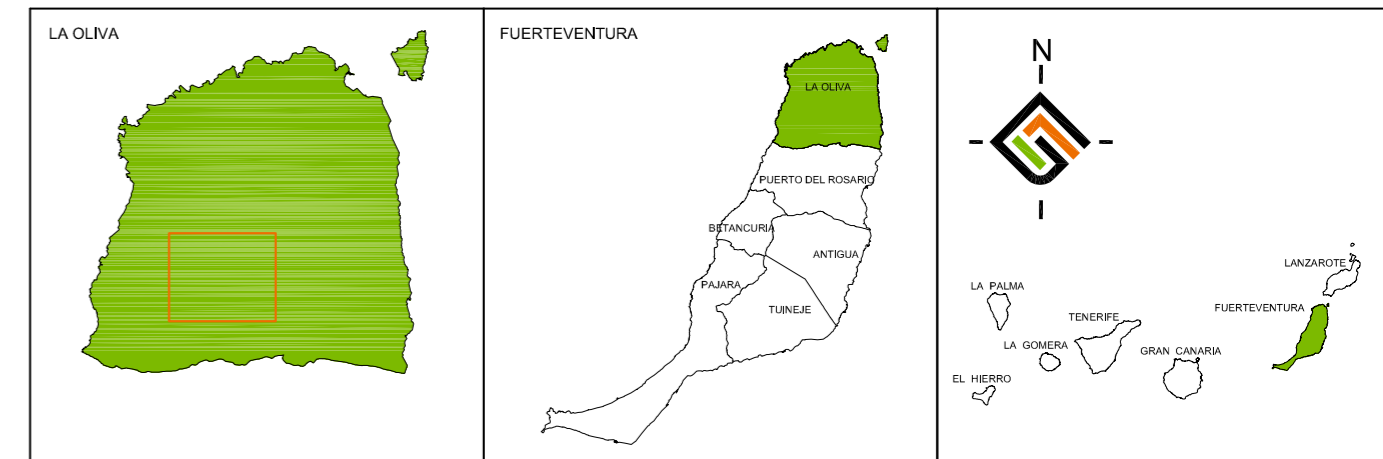 LA OLIVA
FUERTEVENTURA
LA OLIVA
PUERTO DEL ROSARIO
BETANCURIA
ANTIGUA
PAJARA
TUINEJE
N
LANZAROTE
LA PALMA
FUERTEVENTURA
TENERIFE
LA GOMERA
GRAN CANARIA
EL HIERRO